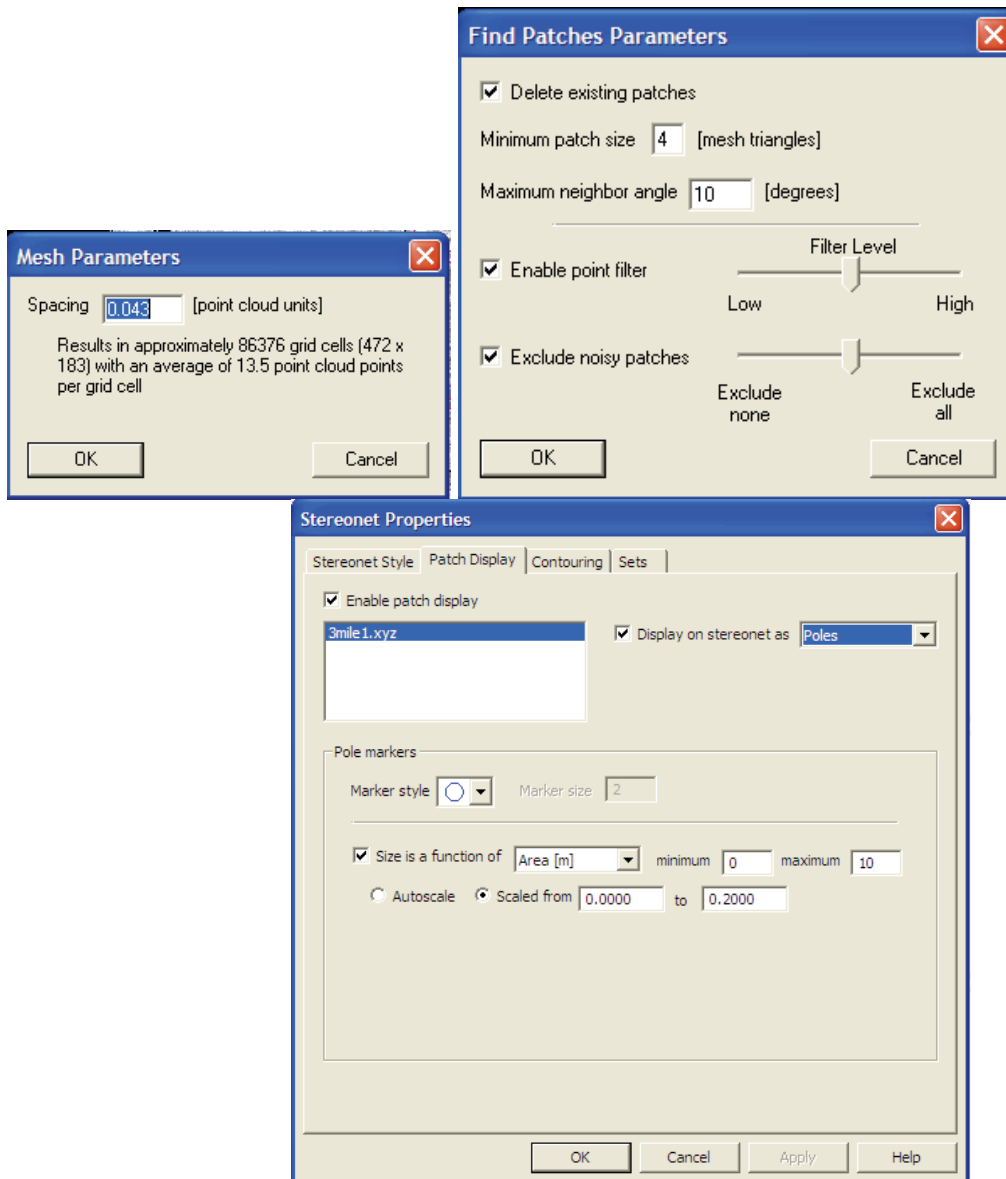 Find Patches Parameters
Delete existing patches
Minimum patch size 4 [mesh triangles]
Maximum neighbor angle 10 [degrees]
Filter Level
Enable point filter
Low High
Exclude noisy patches
Exclude none
Exclude all
OK Cancel
Mesh Parameters
Spacing 0.043 [point cloud units]
Results in approximately 86376 grid cells (472 x
183) with an average of 13.5 point cloud points
per grid cell
OK Cancel
Stereonet Properties
Stereonet Style Patch Display Contouring Sets
Enable patch display
3mile1.xyz
Display on stereonet as Poles
Pole markers
Marker style Marker size 2
Size is a function of Area [m] minimum 0 maximum 10
Autoscale Scaled from 0.0000 to 0.2000
OK Cancel Apply Help